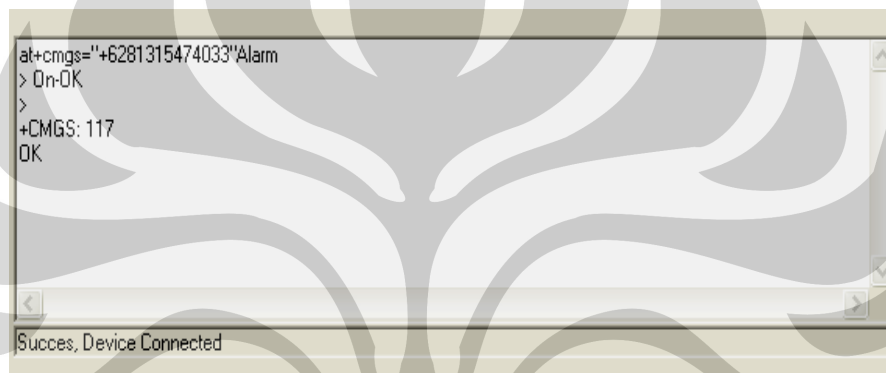 at+cmgs="+6281315474033"Alarm
> On-OK
>
+CMGS: 117
OK
Succes, Device Connected